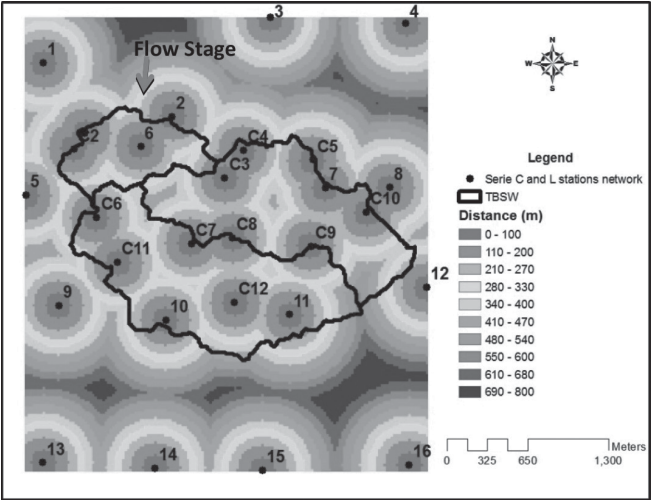 3
4
1
Flow Stage
N
W E
S
2
C2
6
C4
C5
C3
7
8
5
C6
C10
C7
C8
C9
C11
12
9
10
C12
11
13
14
15
16
Legend
Serie C and L stations network
TBSW
Distance (m)
0 - 100
110 - 200
210 - 270
280 - 330
340 - 400
410 - 470
480 - 540
550 - 600
610 - 680
690 - 800
Meters
0 325 650 1,300